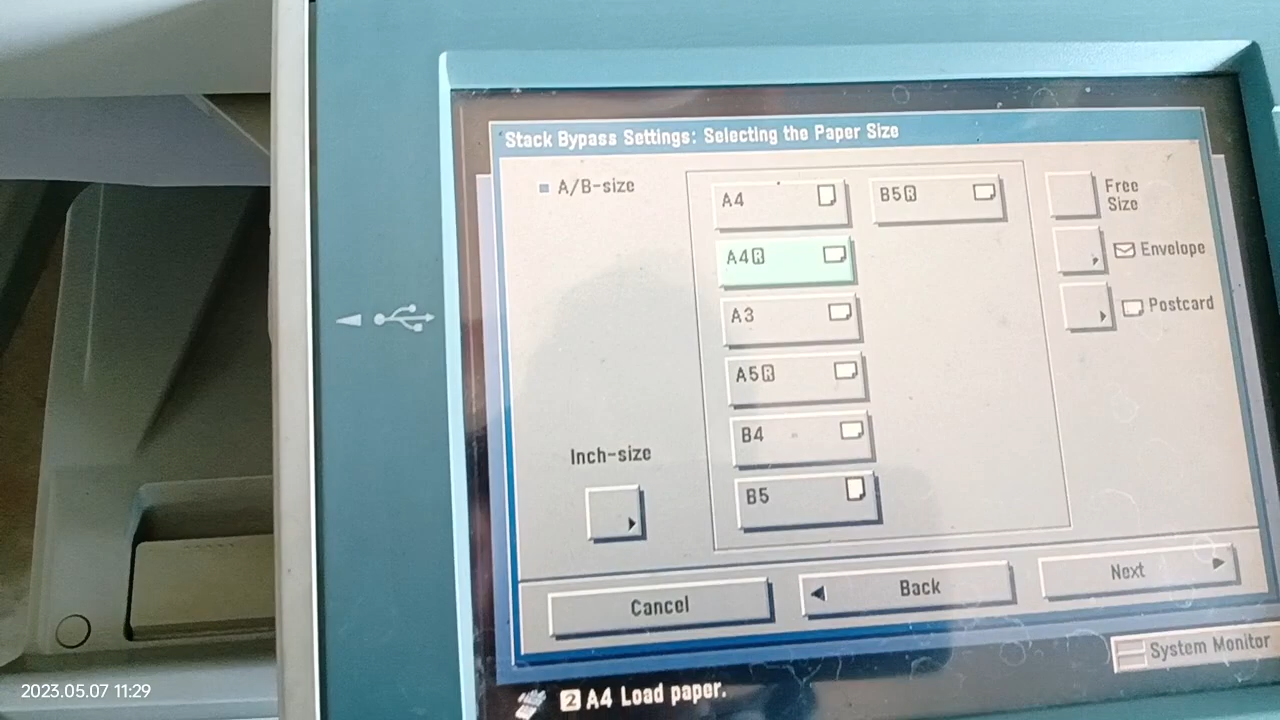 Stack Bypass Settings: Selecting the Paper Size
A/B-size
A4
B5R
Free
Size
A4R
Envelope
A3
Postcard
A5R
B4
Inch-size
B5
Cancel
Back
Next
System Monitor
2 A4 Load paper.
2023.05.07 11:29